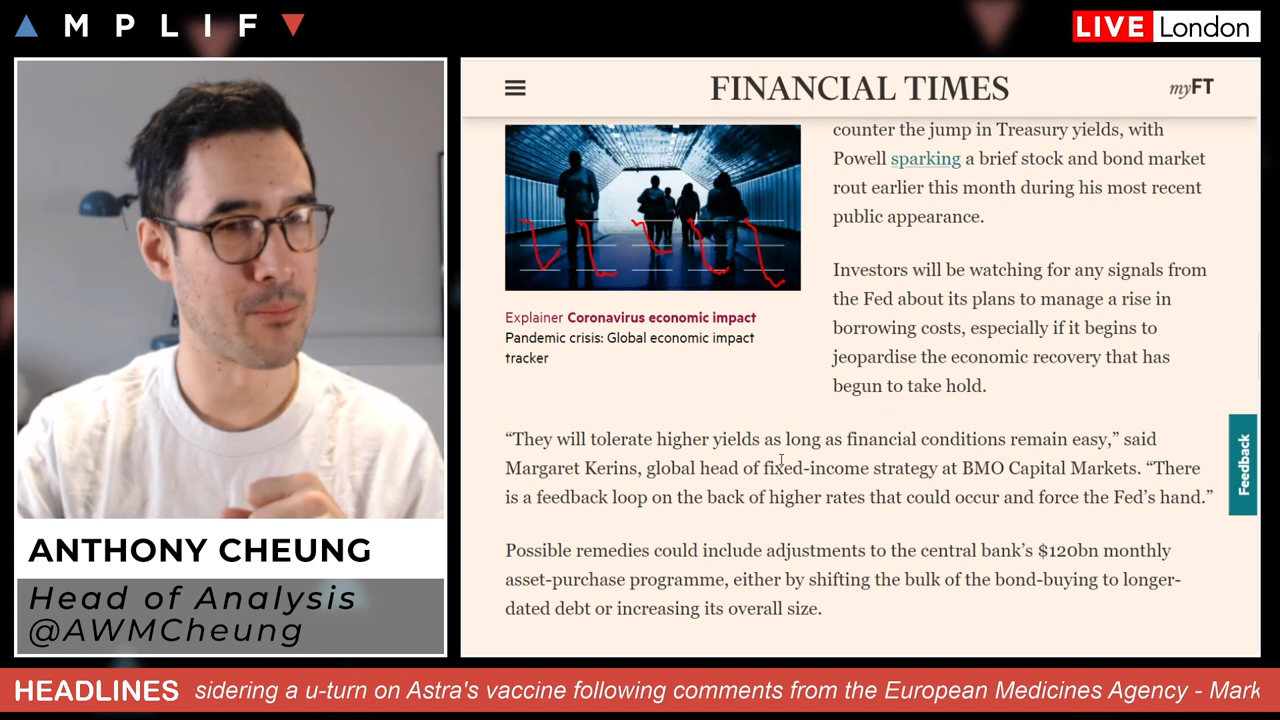 MPLIF
LIVE London
FINANCIAL TIMES
myFT
counter the jump in Treasury yields, with
Powell sparking a brief stock and bond market
rout earlier this month during his most recent
public appearance.
Investors will be watching for any signals from
the Fed about its plans to manage a rise in
borrowing costs, especially if it begins to
jeopardise the economic recovery that has
begun to take hold.
Explainer Coronavirus economic impact
Pandemic crisis: Global economic impact
tracker
“They will tolerate higher yields as long as financial conditions remain easy,” said
Margaret Kerins, global head of fixed-income strategy at BMO Capital Markets. “There
is a feedback loop on the back of higher rates that could occur and force the Fed’s hand.”
Possible remedies could include adjustments to the central bank’s $120bn monthly
asset-purchase programme, either by shifting the bulk of the bond-buying to longer-
dated debt or increasing its overall size.
Feedback
ANTHONY CHEUNG
Head of Analysis
@AWMCheung
HEADLINES sidering a u-turn on Astra's vaccine following comments from the European Medicines Agency - Mark